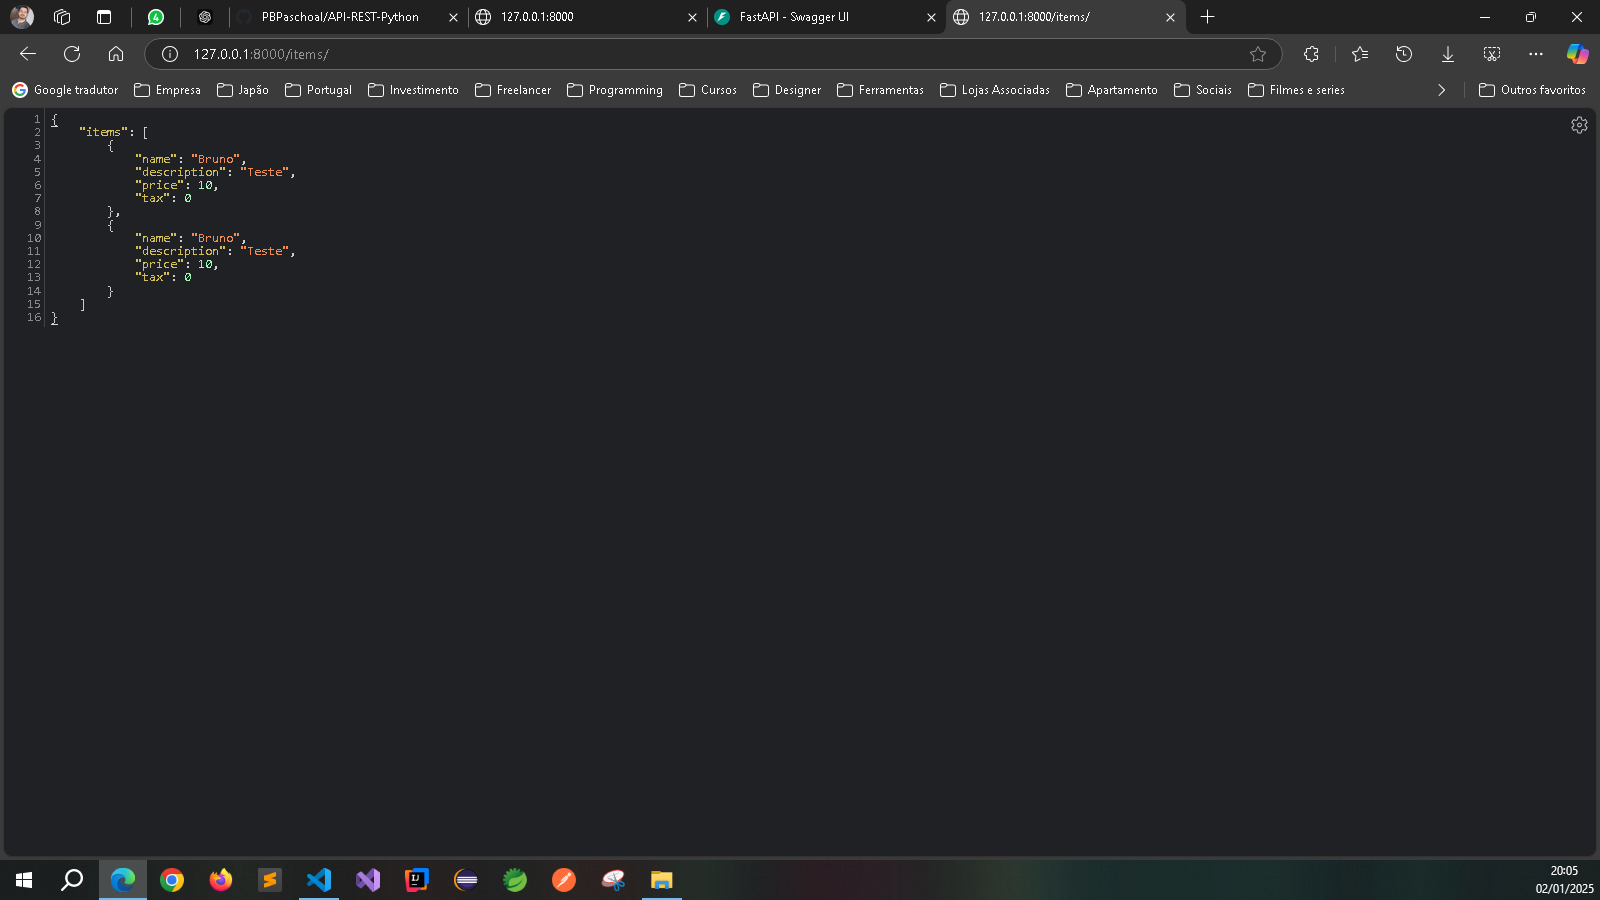 PBPaschoal/API-REST-Python
127.0.0.1:8000
FastAPI - Swagger UI
127.0.0.1:8000/items/
127.0.0.1:8000/items/
Google tradutor
Empresa
Japão
Portugal
Investimento
Freelancer
Programming
Cursos
Designer
Ferramentas
Lojas Associadas
Apartamento
Sociais
Filmes e series
Outros favoritos
1 {
2 "items": [
3 {
4 "name": "Bruno",
5 "description": "Teste",
6 "price": 10,
7 "tax": 0
8 },
9 {
10 "name": "Bruno",
11 "description": "Teste",
12 "price": 10,
13 "tax": 0
14 }
15 ]
16 }
20:05
02/01/2025